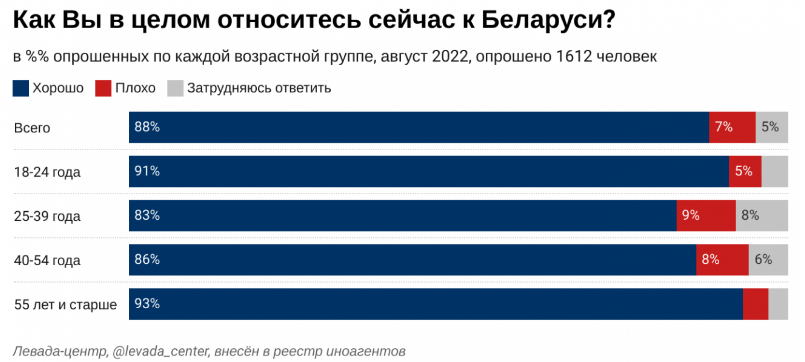 Как Вы в целом относитесь сейчас к Беларуси?
в %% опрошенных по каждой возрастной группе, август 2022, опрошено 1612 человек
Хорошо Плохо Затрудняюсь ответить
Всего 88% 7% 5%
18-24 года 91% 5%
25-39 года 83% 9% 8%
40-54 года 86% 8% 6%
55 лет и старше 93%
Левада-центр, @levada_center, внесён в реестр иноагентов